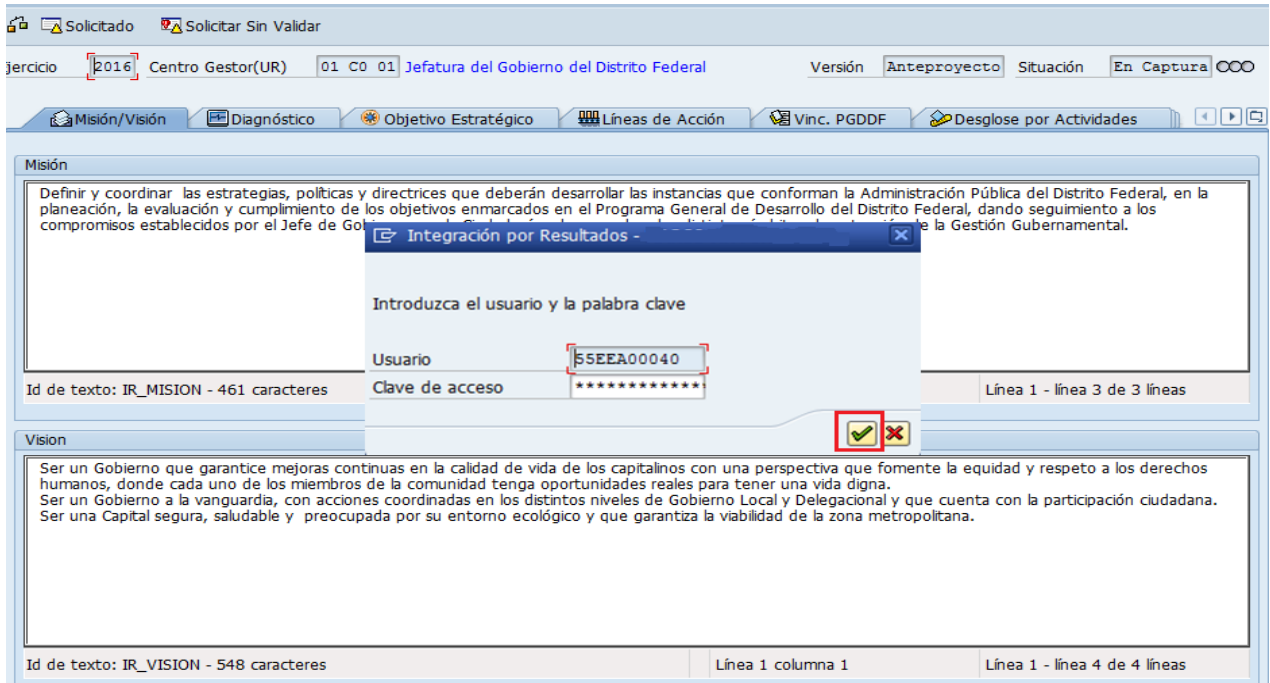 Solicitado Solicitar Sin Validar
jercicio 2016 Centro Gestor(UR) 01 C0 01 Jefatura del Gobierno del Distrito Federal Versión Anteproyecto Situación En Captura
Misión/Visión Diagnóstico Objetivo Estratégico Líneas de Acción Vinc. PGDDF Desglose por Actividades
Misión
Definir y coordinar las estrategias, políticas y directrices que deberán desarrollar las instancias que conforman la Administración Pública del Distrito Federal, en la
planeación, la evaluación y cumplimiento de los objetivos enmarcados en el Programa General de Desarrollo del Distrito Federal, dando seguimiento a los
compromisos establecidos por el Jefe de la Gestión Gubernamental.
Integración por Resultados -
Introduzca el usuario y la palabra clave
Usuario 55EEA00040
Clave de acceso ************
Id de texto: IR_MISION - 461 caracteres Línea 1 - línea 3 de 3 líneas
Vision
Ser un Gobierno que garantice mejoras continuas en la calidad de vida de los capitalinos con una perspectiva que fomente la equidad y respeto a los derechos
humanos, donde cada uno de los miembros de la comunidad tenga oportunidades reales para tener una vida digna.
Ser un Gobierno a la vanguardia, con acciones coordinadas en los distintos niveles de Gobierno Local y Delegacional y que cuenta con la participación ciudadana.
Ser una Capital segura, saludable y preocupada por su entorno ecológico y que garantiza la viabilidad de la zona metropolitana.
Id de texto: IR_VISION - 548 caracteres Línea 1 columna 1 Línea 1 - línea 4 de 4 líneas